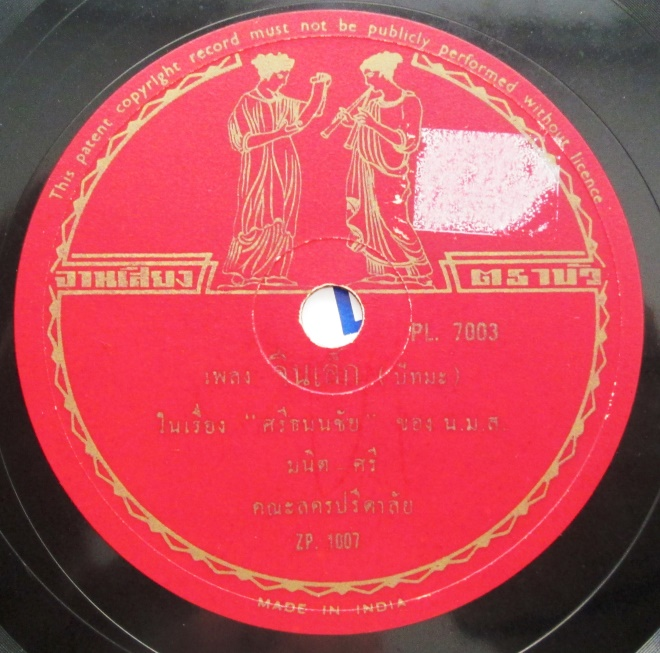 This patent copyright record must not be publicly performed without licence
จานเสียง ตราบัว
PL. 7003
เพลง จีนเล็ก (ปัทมะ)
ในเรื่อง "ศรีธนนชัย" ของ น.ม.ส.
มนิต ศรี
คณะละครปรีดาลัย
ZP. 1007
MADE IN INDIA